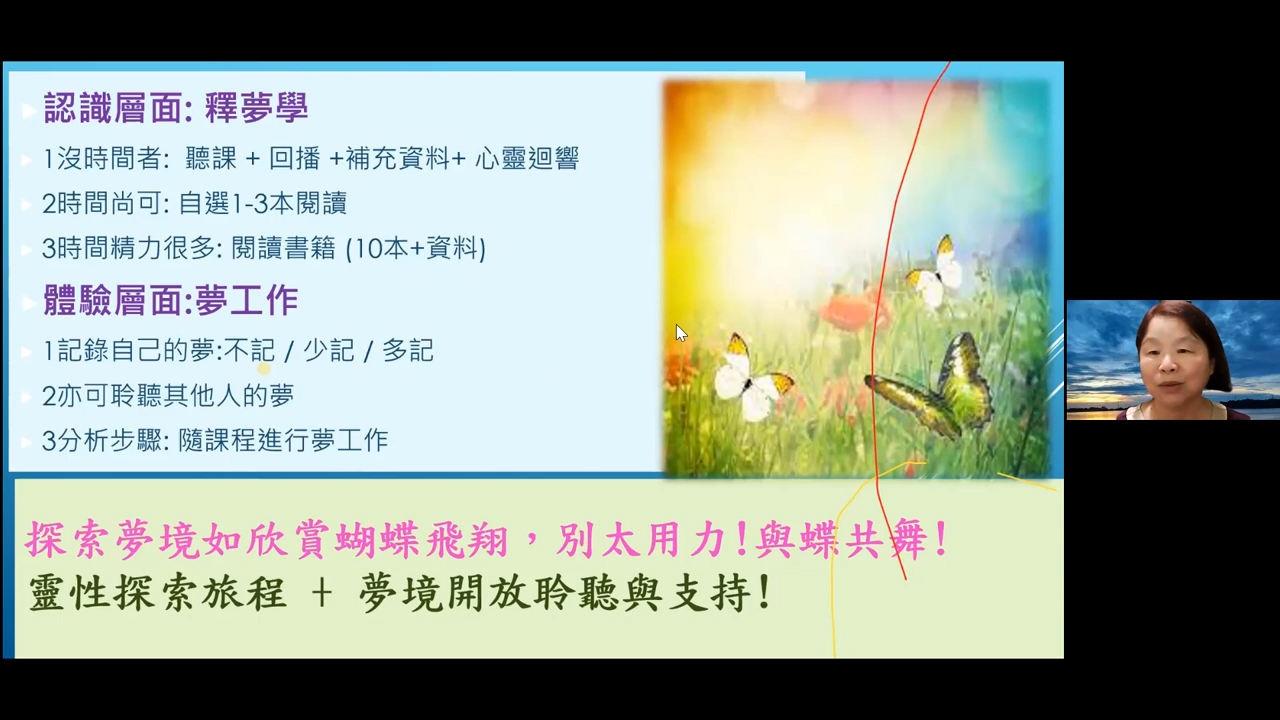 認識層面: 釋夢學
1沒時間者: 聽課 + 回播 +補充資料+ 心靈迴響
2時間尚可: 自選1-3本閱讀
3時間精力很多: 閱讀書籍 (10本+資料)
體驗層面:夢工作
1記錄自己的夢:不記 / 少記 / 多記
2亦可聆聽其他人的夢
3分析步驟: 隨課程進行夢工作
探索夢境如欣賞蝴蝶飛翔，別太用力!與蝶共舞!
靈性探索旅程 + 夢境開放聆聽與支持!